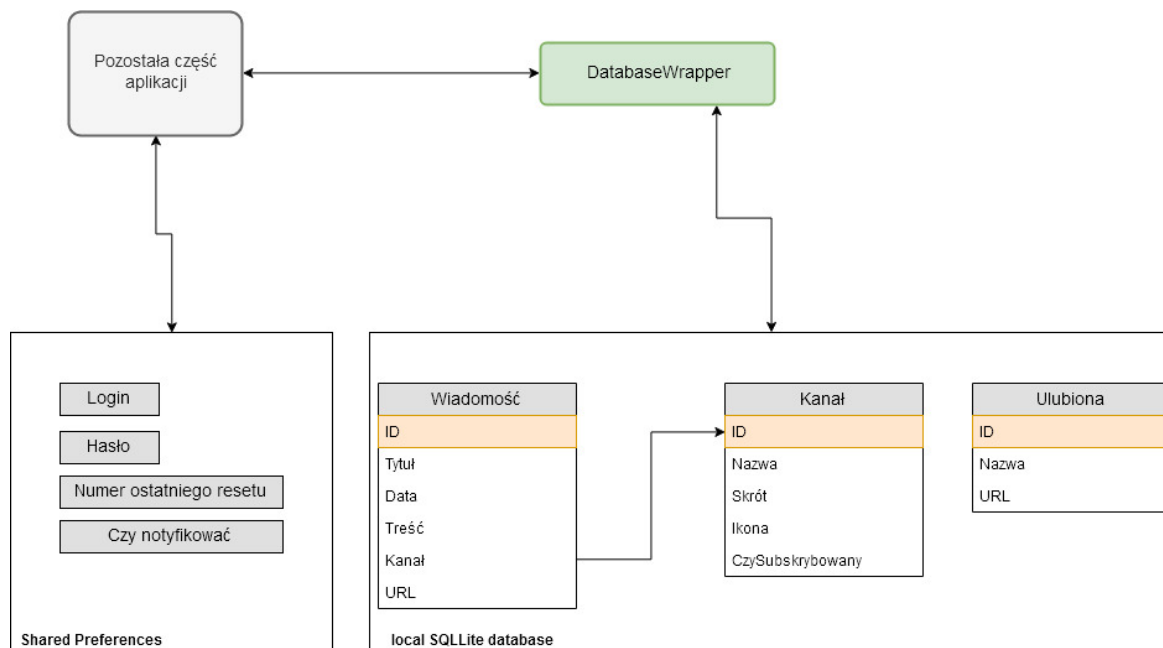 Pozostała część
aplikacji
DatabaseWrapper
Login
Hasło
Numer ostatniego resetu
Czy notyfikować
Shared Preferences
Wiadomość
ID
Tytuł
Data
Treść
Kanał
URL
Kanał
ID
Nazwa
Skrót
Ikona
CzySubskrybowany
Ulubiona
ID
Nazwa
URL
local SQLLite database